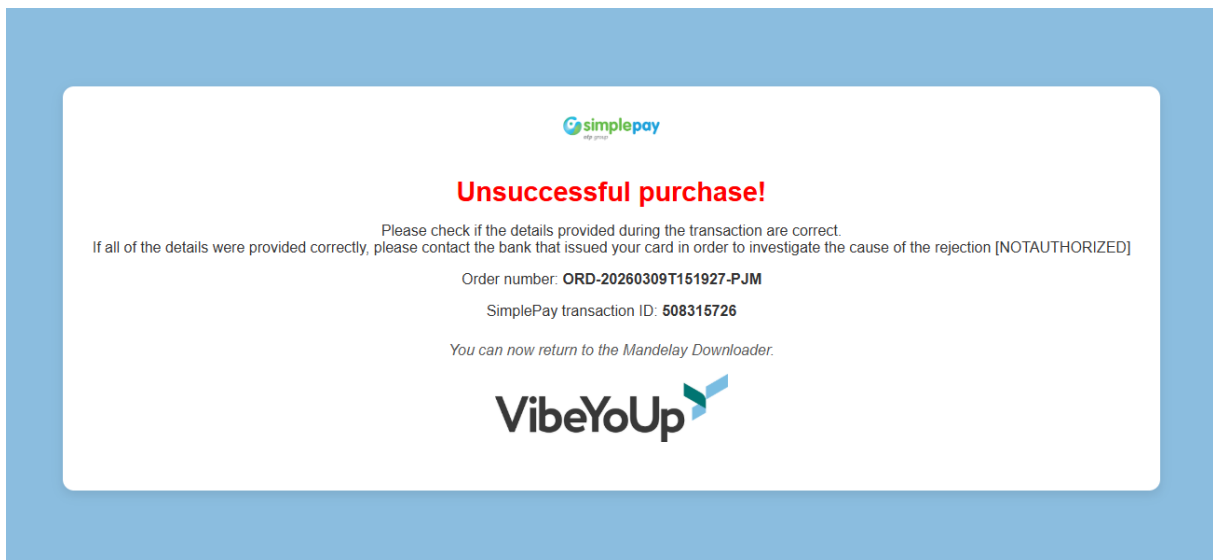 simplepay
otp group
Unsuccessful purchase!
Please check if the details provided during the transaction are correct.
If all of the details were provided correctly, please contact the bank that issued your card in order to investigate the cause of the rejection [NOTAUTHORIZED]
Order number: ORD-20260309T151927-PJM
SimplePay transaction ID: 508315726
You can now return to the Mandelay Downloader.
VibeYoUp